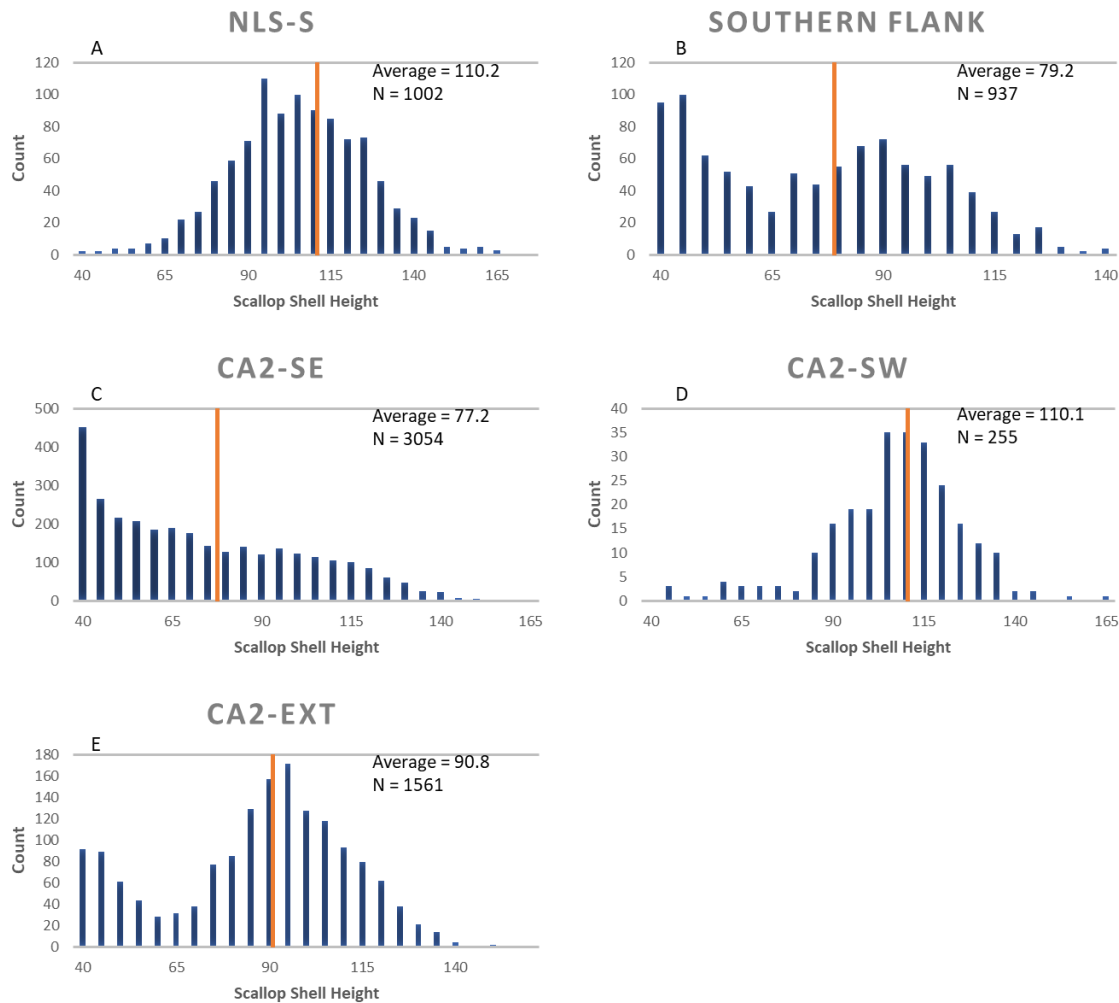 NLS-S
A
Average = 110.2
N = 1002
120
100
80
60
40
20
0
Count
40 65 90 115 140 165
Scallop Shell Height
SOUTHERN FLANK
B
Average = 79.2
N = 937
120
100
80
60
40
20
0
Count
40 65 90 115 140
Scallop Shell Height
CA2-SE
C
Average = 77.2
N = 3054
500
400
300
200
100
0
Count
40 65 90 115 140 165
Scallop Shell Height
CA2-SW
D
Average = 110.1
N = 255
40
35
30
25
20
15
10
5
0
Count
40 65 90 115 140 165
Scallop Shell Height
CA2-EXT
E
Average = 90.8
N = 1561
180
160
140
120
100
80
60
40
20
0
Count
40 65 90 115 140
Scallop Shell Height